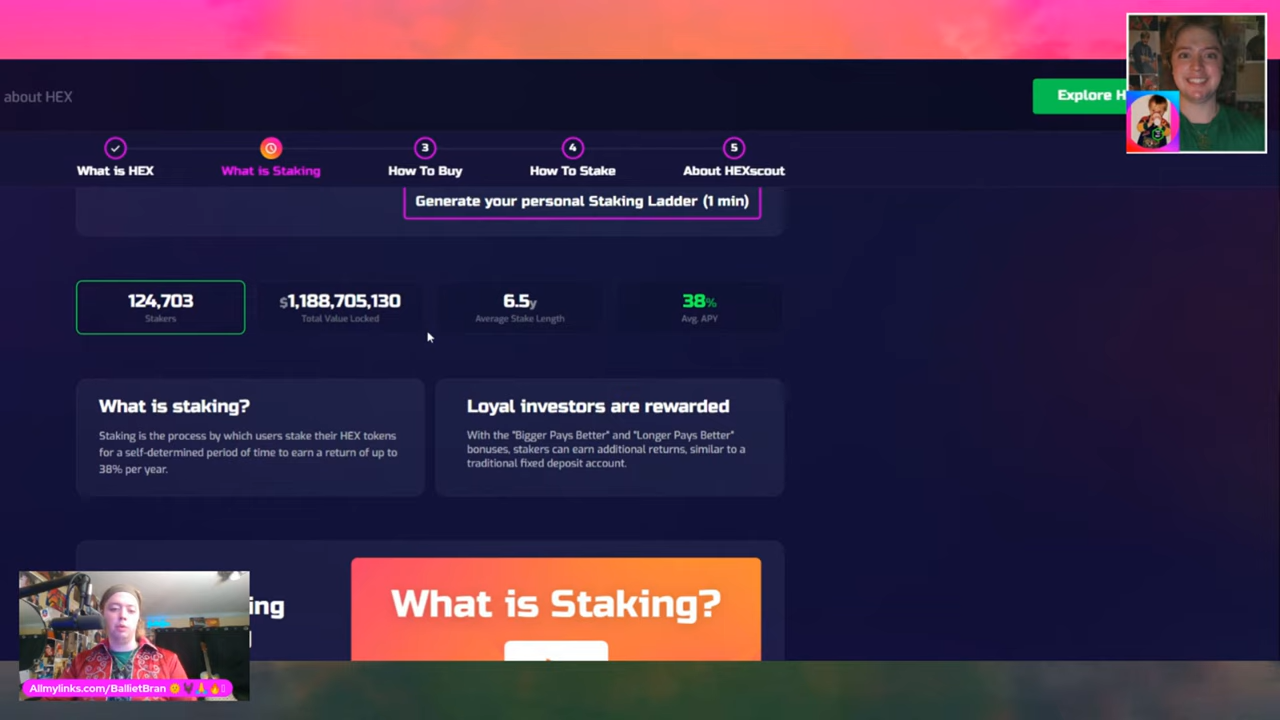 about HEX
Explore H
What is HEX
What is Staking
3
How To Buy
4
How To Stake
5
About HEXscout
Generate your personal Staking Ladder (1 min)
124,703
Stakers
$1,188,705,130
Total Value Locked
6.5y
Average Stake Length
38%
Avg. APY
What is staking?
Staking is the process by which users stake their HEX tokens
for a self-determined period of time to earn a return of up to
38% per year.
Loyal investors are rewarded
With the "Bigger Pays Better" and "Longer Pays Better"
bonuses, stakers can earn additional returns, similar to a
traditional fixed deposit account.
ing
What is Staking?
Allmylinks.com/BallietBran